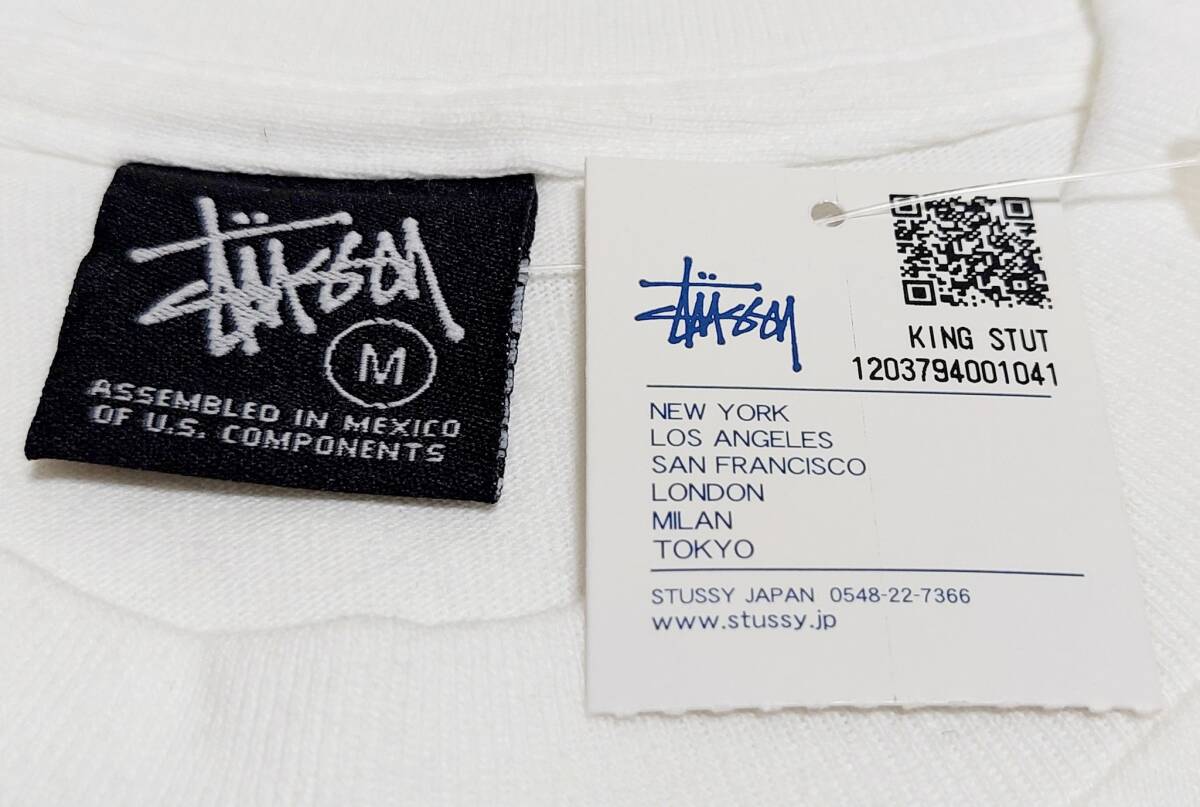 Stüssy
M
ASSEMBLED IN MEXICO
OF U.S. COMPONENTS
Stüssy
KING STUT
1203794001041
NEW YORK
LOS ANGELES
SAN FRANCISCO
LONDON
MILAN
TOKYO
STUSSY JAPAN 0548-22-7366
www.stussy.jp